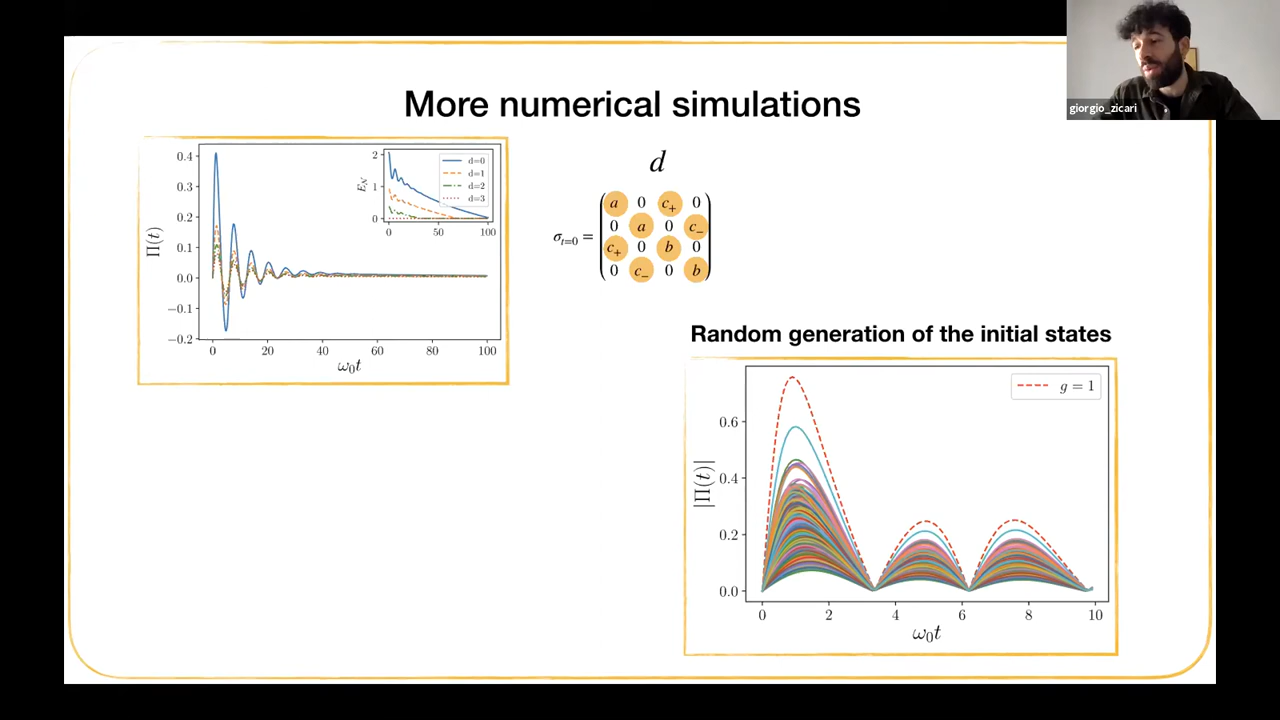 giorgio_zicari
More numerical simulations
0.4
0.3
0.2
0.1
0.0
−0.1
−0.2
Π(t)
0 20 40 60 80 100
ω₀t
2
1
0
E_N
0 50 100
d=0
d=1
d=2
d=3
d
σ_{t=0} =
a 0 c₊ 0
0 a 0 c₋
c₊ 0 b 0
0 c₋ 0 b
Random generation of the initial states
g = 1
0.6
0.4
0.2
0.0
|Π(t)|
0 2 4 6 8 10
ω₀t